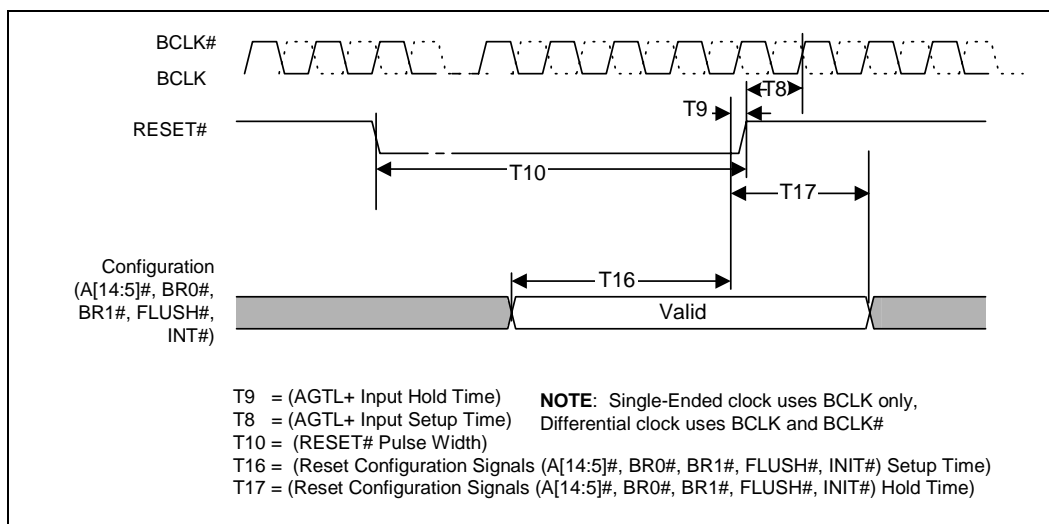 BCLK#
BCLK
T8
T9
RESET#
T10
T17
Configuration
(A[14:5]#, BR0#,
BR1#, FLUSH#,
INT#)
T16
Valid
T9 = (AGTL+ Input Hold Time)
T8 = (AGTL+ Input Setup Time)
NOTE: Single-Ended clock uses BCLK only,
Differential clock uses BCLK and BCLK#
T10 = (RESET# Pulse Width)
T16 = (Reset Configuration Signals (A[14:5]#, BR0#, BR1#, FLUSH#, INIT#) Setup Time)
T17 = (Reset Configuration Signals (A[14:5]#, BR0#, BR1#, FLUSH#, INIT#) Hold Time)